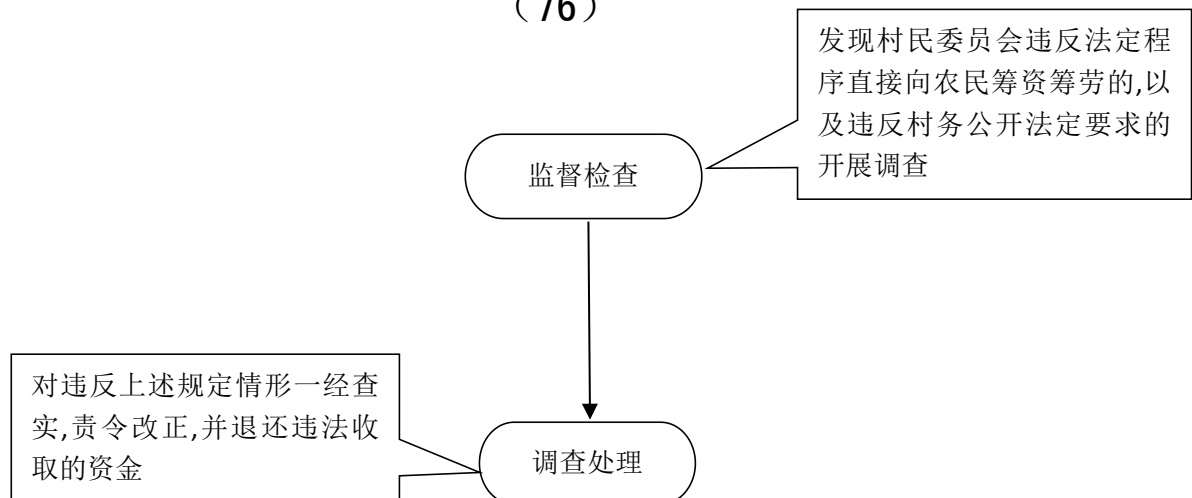 （76）
发现村民委员会违反法定程
序直接向农民筹资筹劳的,以
及违反村务公开法定要求的
开展调查
监督检查
对违反上述规定情形一经查
实,责令改正,并退还违法收
取的资金
调查处理